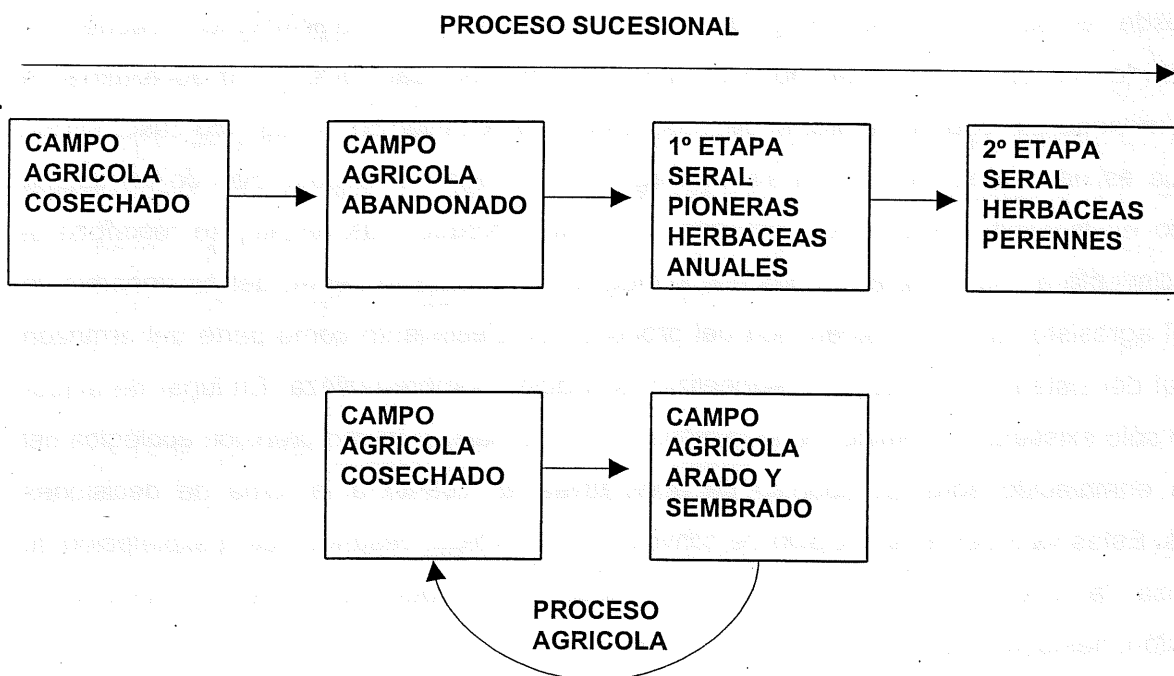 PROCESO SUCESIONAL
CAMPO
AGRICOLA
COSECHADO
CAMPO
AGRICOLA
ABANDONADO
1º ETAPA
SERAL
PIONERAS
HERBACEAS
ANUALES
2º ETAPA
SERAL
HERBACEAS
PERENNES
CAMPO
AGRICOLA
COSECHADO
CAMPO
AGRICOLA
ARADO Y
SEMBRADO
PROCESO
AGRICOLA